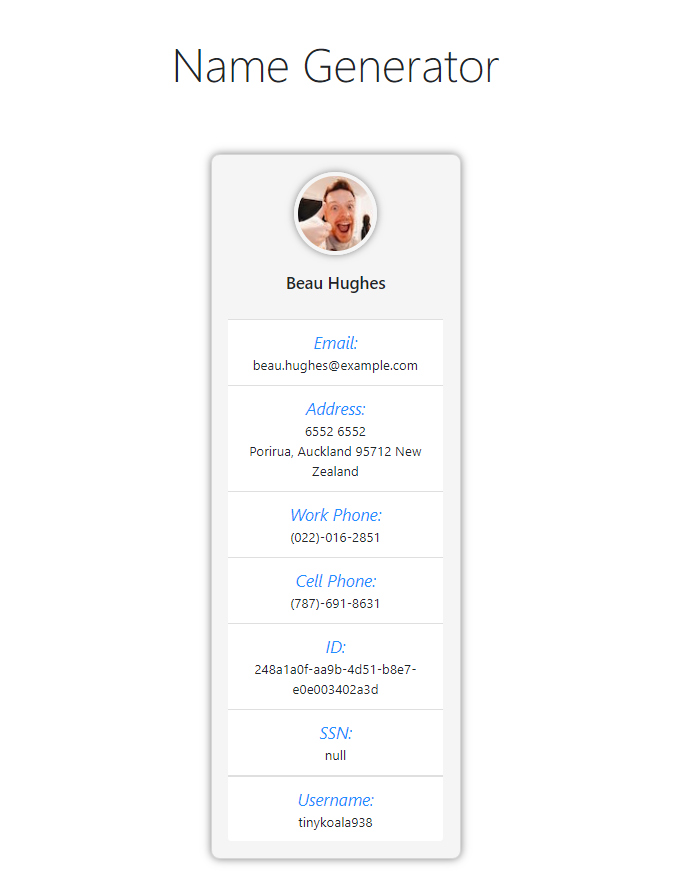 Name Generator
Beau Hughes
Email:
beau.hughes@example.com
Address:
6552 6552
Porirua, Auckland 95712 New
Zealand
Work Phone:
(022)-016-2851
Cell Phone:
(787)-691-8631
ID:
248a1a0f-aa9b-4d51-b8e7-
e0e003402a3d
SSN:
null
Username:
tinykoala938